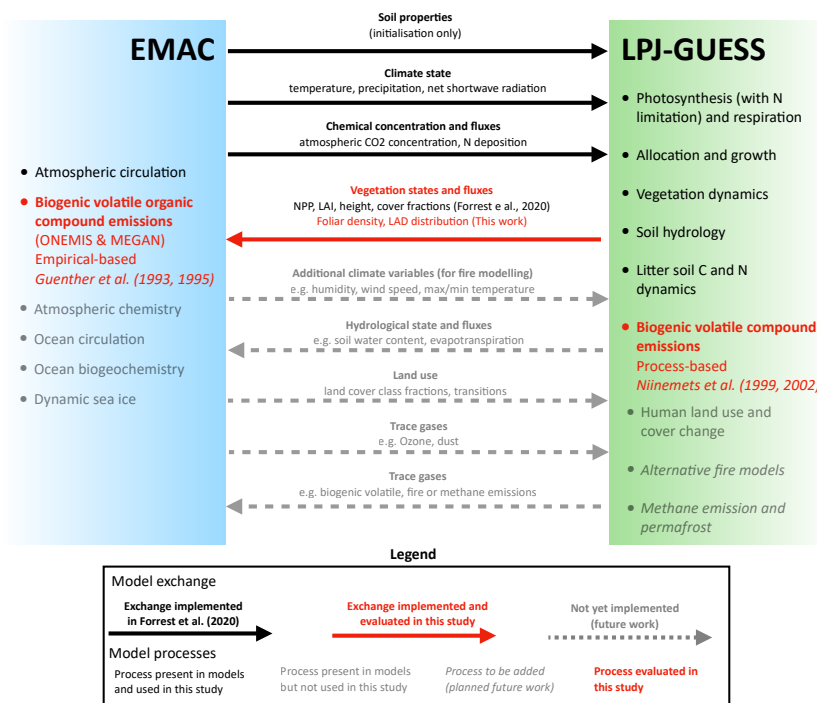 EMAC
• Atmospheric circulation
• Biogenic volatile organic
compound emissions
(ONEMIS & MEGAN)
Empirical-based
Guenther et al. (1993, 1995)
• Atmospheric chemistry
• Ocean circulation
• Ocean biogeochemistry
• Dynamic sea ice
Soil properties
(initialisation only)
Climate state
temperature, precipitation, net shortwave radiation
Chemical concentration and fluxes
atmospheric CO2 concentration, N deposition
Vegetation states and fluxes
NPP, LAI, height, cover fractions (Forrest et al., 2020)
Foliar density, LAD distribution (This work)
Additional climate variables (for fire modelling)
e.g. humidity, wind speed, max/min temperature
Hydrological state and fluxes
e.g. soil water content, evapotranspiration
Land use
land cover class fractions, transitions
Trace gases
e.g. Ozone, dust
Trace gases
e.g. biogenic volatile, fire or methane emissions
LPJ-GUESS
• Photosynthesis (with N
limitation) and respiration
• Allocation and growth
• Vegetation dynamics
• Soil hydrology
• Litter soil C and N
dynamics
• Biogenic volatile compound
emissions
Process-based
Niinemets et al. (1999, 2002)
• Human land use and
cover change
• Alternative fire models
• Methane emission and
permafrost
Legend
Model exchange
Exchange implemented
in Forrest et al. (2020)
Exchange implemented and
evaluated in this study
Not yet implemented
(future work)
Model processes
Process present in models
and used in this study
Process present in models
but not used in this study
Process to be added
(planned future work)
Process evaluated in
this study